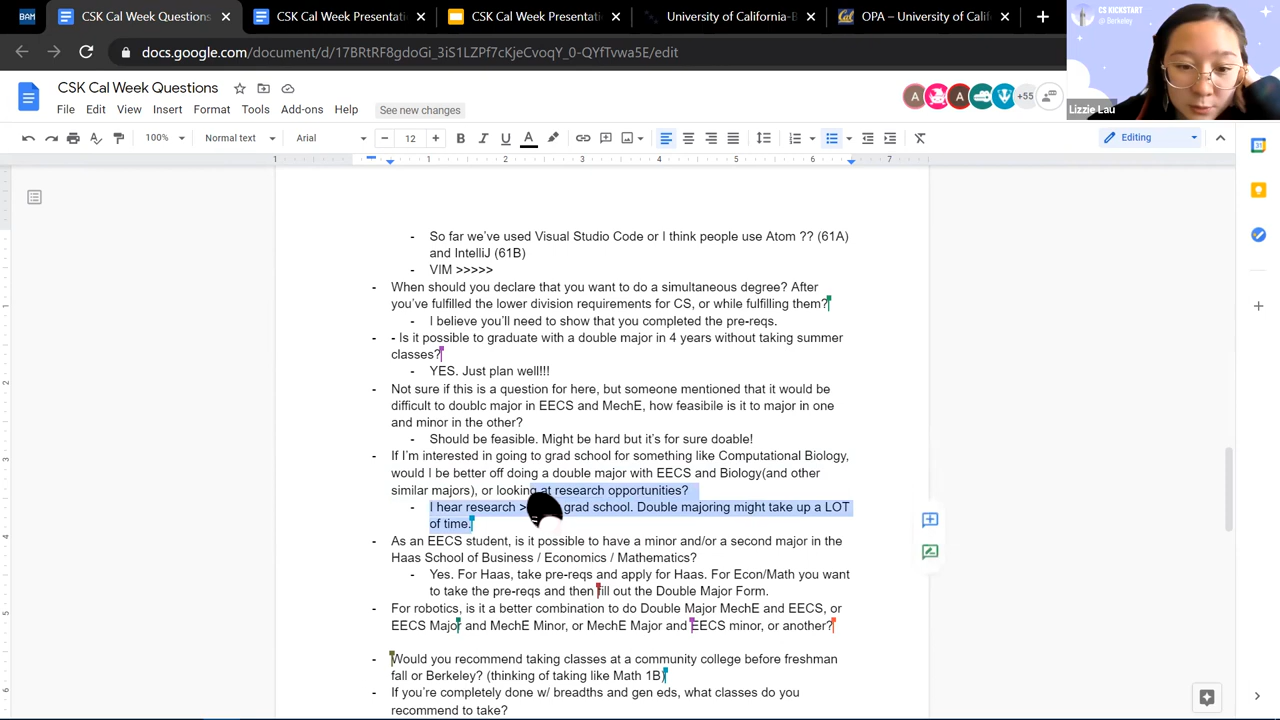 BAM
CSK Cal Week Questions
CSK Cal Week Presentation
CSK Cal Week Presentati
University of California-B
OPA – University of Cali
CS KICKSTART
@ Berkeley
Lizzie Lau
CSK Cal Week Questions
File Edit View Insert Format Tools Add-ons Help See new changes
+55
100% Normal text Arial 12
B I U A
Editing
1 1 2 3 4 5 6 7
- So far we've used Visual Studio Code or I think people use Atom ?? (61A)
and IntelliJ (61B)
- VIM >>>>>
- When should you declare that you want to do a simultaneous degree? After
you've fulfilled the lower division requirements for CS, or while fulfilling them?
- I believe you'll need to show that you completed the pre-reqs.
- - Is it possible to graduate with a double major in 4 years without taking summer
classes?
- YES. Just plan well!!!
- Not sure if this is a question for here, but someone mentioned that it would be
difficult to doublc major in EECS and MechE, how feasibile is it to major in one
and minor in the other?
- Should be feasible. Might be hard but it's for sure doable!
- If I'm interested in going to grad school for something like Computational Biology,
would I be better off doing a double major with EECS and Biology(and other
similar majors), or looking at research opportunities?
- I hear research > grad school. Double majoring might take up a LOT
of time.
- As an EECS student, is it possible to have a minor and/or a second major in the
Haas School of Business / Economics / Mathematics?
- Yes. For Haas, take pre-reqs and apply for Haas. For Econ/Math you want
to take the pre-reqs and then fill out the Double Major Form.
- For robotics, is it a better combination to do Double Major MechE and EECS, or
EECS Major and MechE Minor, or MechE Major and EECS minor, or another?
- Would you recommend taking classes at a community college before freshman
fall or Berkeley? (thinking of taking like Math 1B)
- If you're completely done w/ breadths and gen eds, what classes do you
recommend to take?